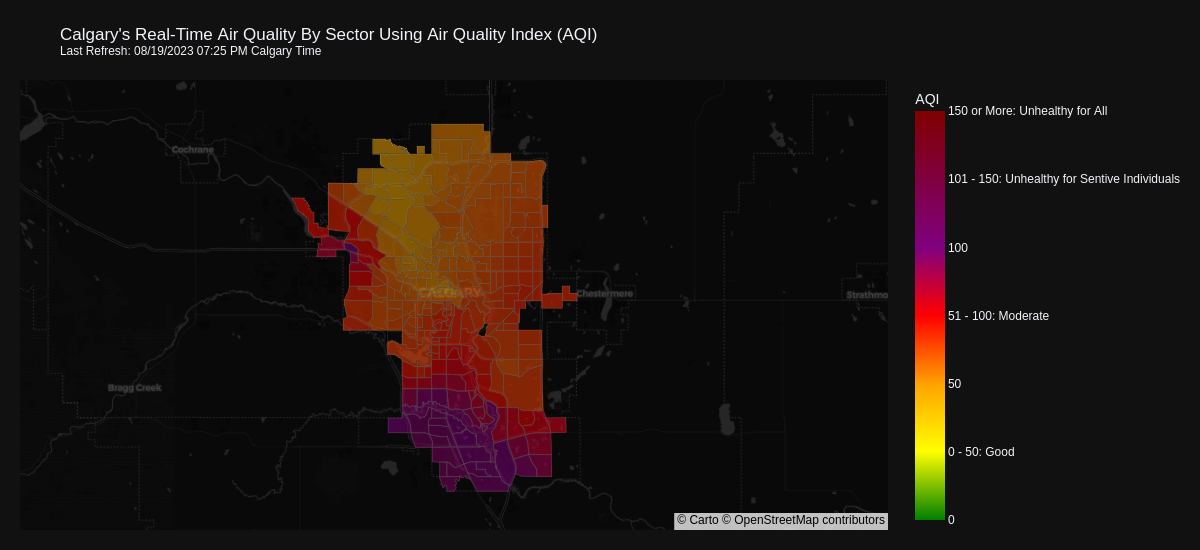 Calgary's Real-Time Air Quality By Sector Using Air Quality Index (AQI)
Last Refresh: 08/19/2023 07:25 PM Calgary Time
AQI
150 or More: Unhealthy for All
101 - 150: Unhealthy for Sentive Individuals
100
51 - 100: Moderate
50
0 - 50: Good
0
Cochrane
CALGARY
Chestermere
Strathmo
Bragg Creek
© Carto © OpenStreetMap contributors